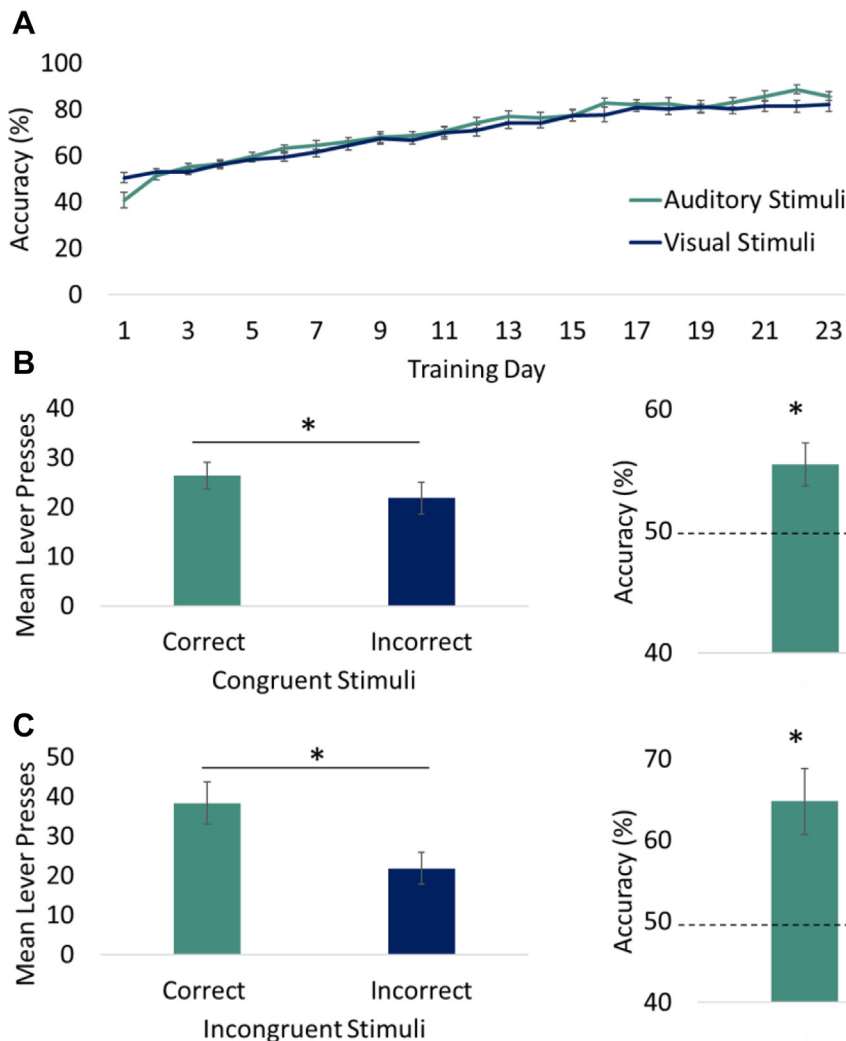 A
Accuracy (%)
100
80
60
40
20
0
Auditory Stimuli
Visual Stimuli
1 3 5 7 9 11 13 15 17 19 21 23
Training Day
B
Mean Lever Presses
40
30
20
10
0
*
Correct Incorrect
Congruent Stimuli
Accuracy (%)
60
50
40
*
C
Mean Lever Presses
50
40
30
20
10
0
*
Correct Incorrect
Incongruent Stimuli
Accuracy (%)
70
60
50
40
*